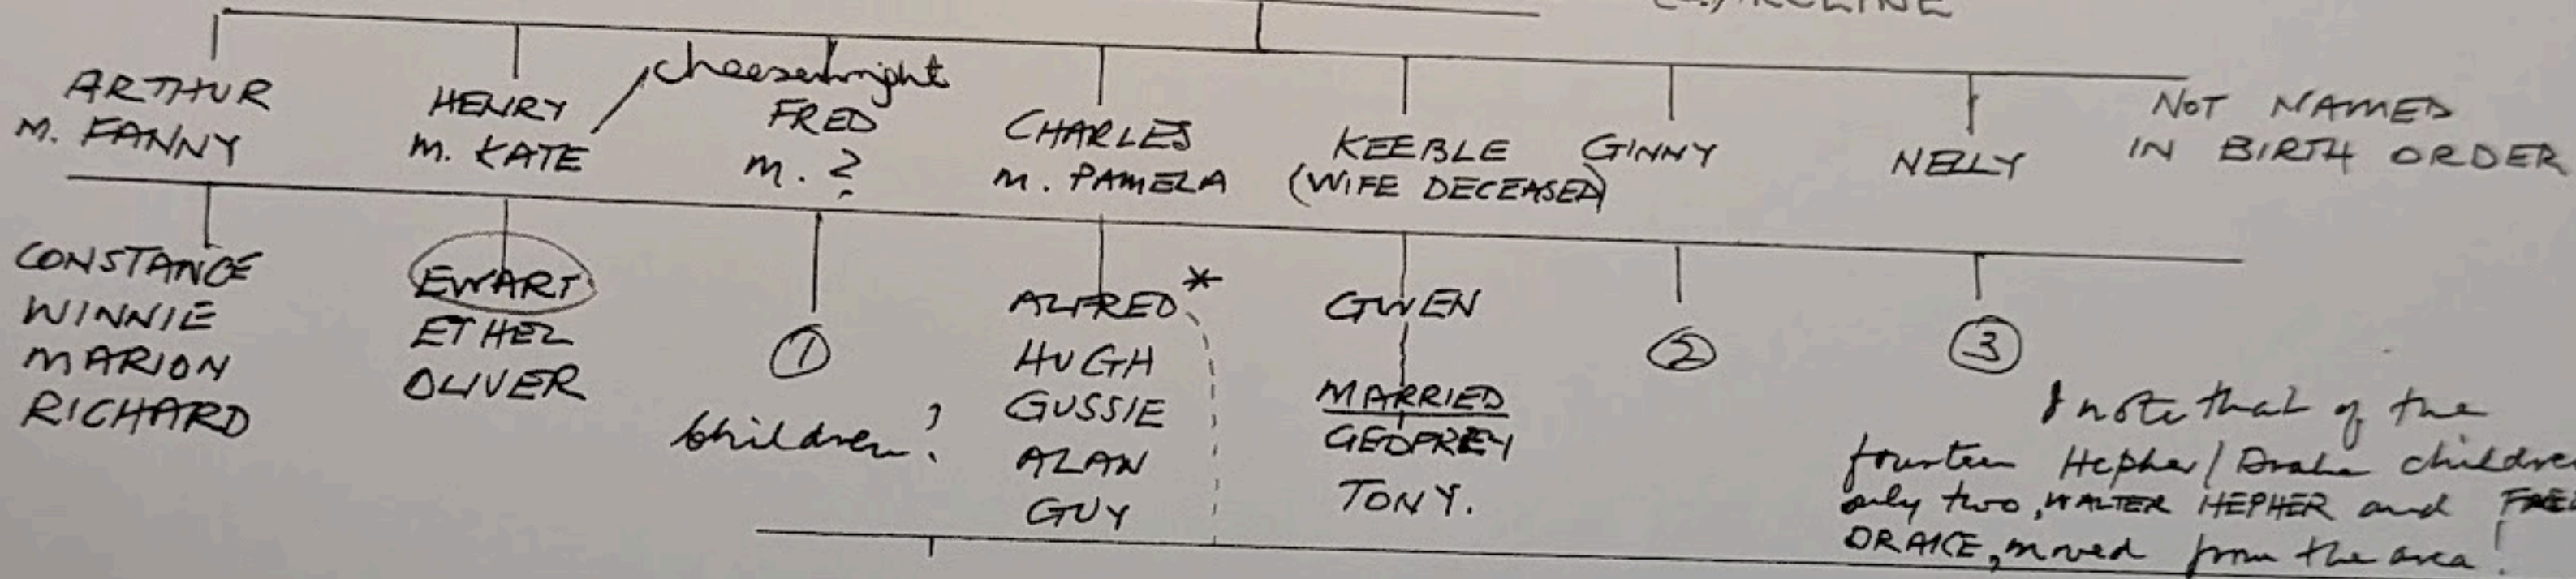 ARTHUR
M. FANNY
HENRY
M. KATE
Cheesewright
FRED
M. ?
CHARLES
M. PAMELA
KEEBLE
(WIFE DECEASED)
GINNY
NELLY
NOT NAMED
IN BIRTH ORDER
CONSTANCE
WINNIE
MARION
RICHARD
EWART
ETHEL
OLIVER
1
children?
ALFRED *
HUGH
GUSSIE
ALAN
GUY
GWEN
MARRIED
GEOFREY
TONY.
2
3
I note that of the
fourteen Hepher/Drake children
only two, WALTER HEPHER and FRED
DRAKE, moved from the area!